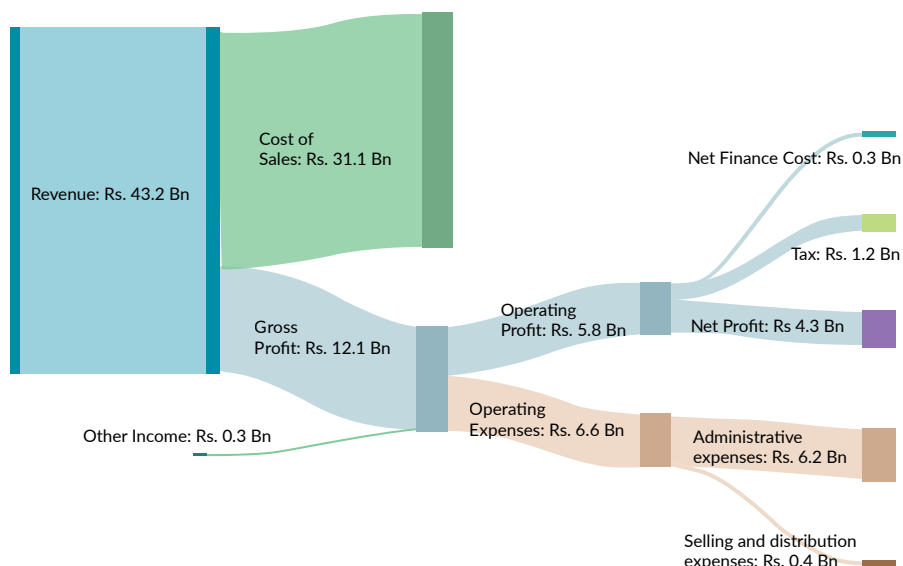 Revenue: Rs. 43.2 Bn
Cost of
Sales: Rs. 31.1 Bn
Gross
Profit: Rs. 12.1 Bn
Other Income: Rs. 0.3 Bn
Operating
Profit: Rs. 5.8 Bn
Operating
Expenses: Rs. 6.6 Bn
Net Finance Cost: Rs. 0.3 Bn
Tax: Rs. 1.2 Bn
Net Profit: Rs 4.3 Bn
Administrative
expenses: Rs. 6.2 Bn
Selling and distribution
expenses: Rs. 0.4 Bn